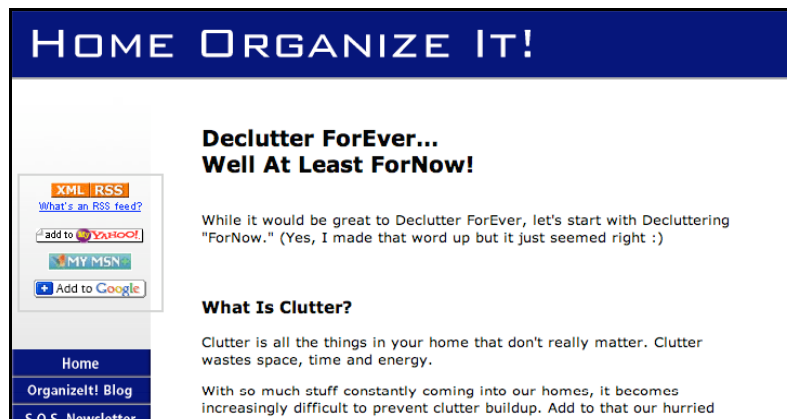 HOME ORGANIZE IT!
XML RSS
What's an RSS feed?
add to MY YAHOO!
MY MSN
Add to Google
Home
OrganizeIt! Blog
S.O.S. Newsletter
Declutter ForEver...
Well At Least ForNow!
While it would be great to Declutter ForEver, let's start with Decluttering
"ForNow." (Yes, I made that word up but it just seemed right :)
What Is Clutter?
Clutter is all the things in your home that don't really matter. Clutter
wastes space, time and energy.
With so much stuff constantly coming into our homes, it becomes
increasingly difficult to prevent clutter buildup. Add to that our hurried